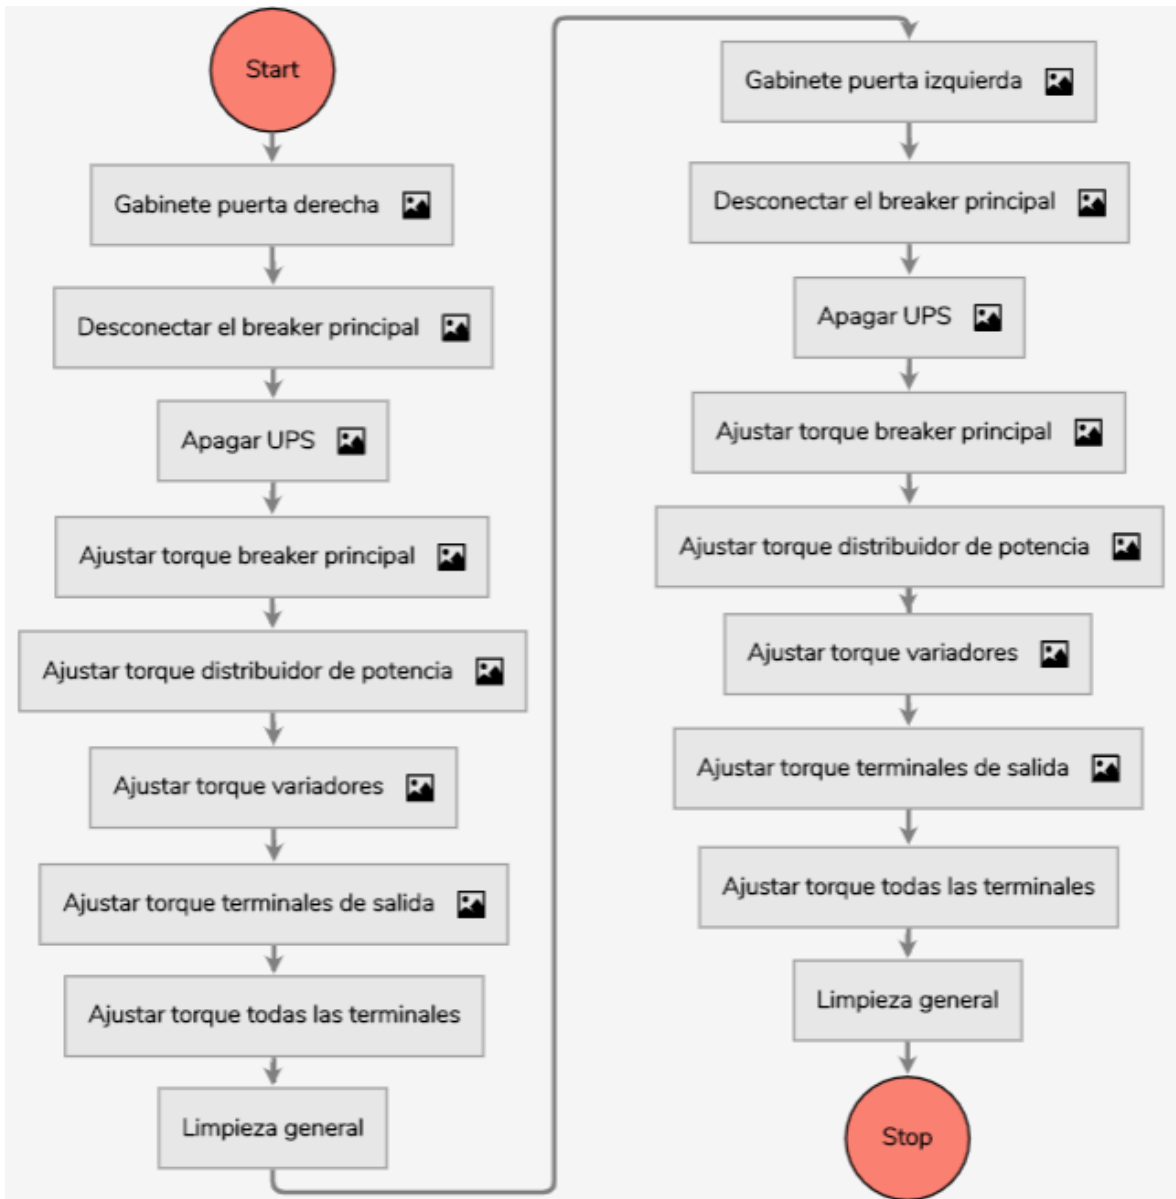 Start
Gabinete puerta derecha
Desconectar el breaker principal
Apagar UPS
Ajustar torque breaker principal
Ajustar torque distribuidor de potencia
Ajustar torque variadores
Ajustar torque terminales de salida
Ajustar torque todas las terminales
Limpieza general
Gabinete puerta izquierda
Desconectar el breaker principal
Apagar UPS
Ajustar torque breaker principal
Ajustar torque distribuidor de potencia
Ajustar torque variadores
Ajustar torque terminales de salida
Ajustar torque todas las terminales
Limpieza general
Stop